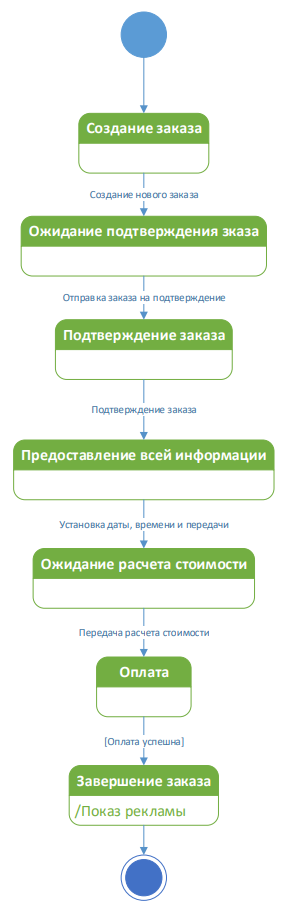 Создание заказа
Создание нового заказа
Ожидание подтверждения зказа
Отправка заказа на подтверждение
Подтверждение заказа
Подтверждение заказа
Предоставление всей информации
Установка даты, времени и передачи
Ожидание расчета стоимости
Передача расчета стоимости
Оплата
[Оплата успешна]
Завершение заказа
/Показ рекламы